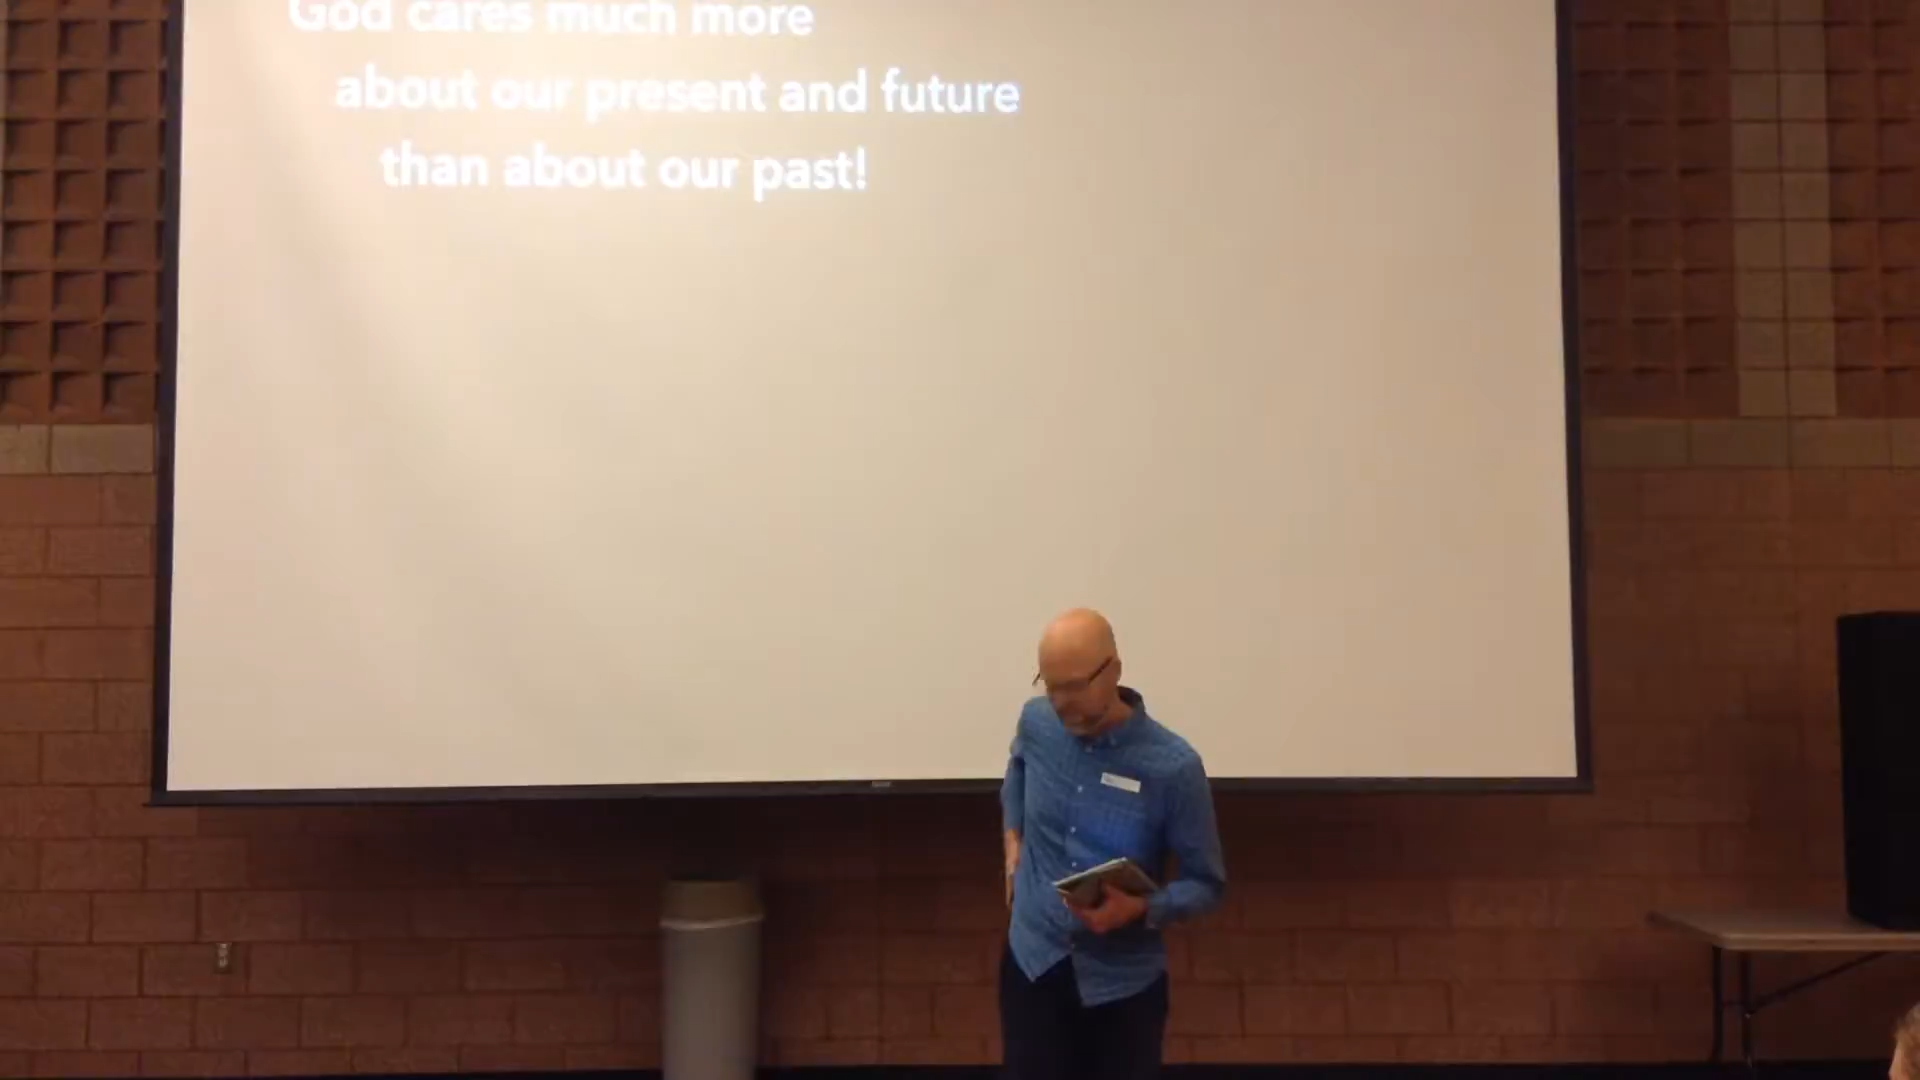 God cares much more
about our present and future
than about our past!